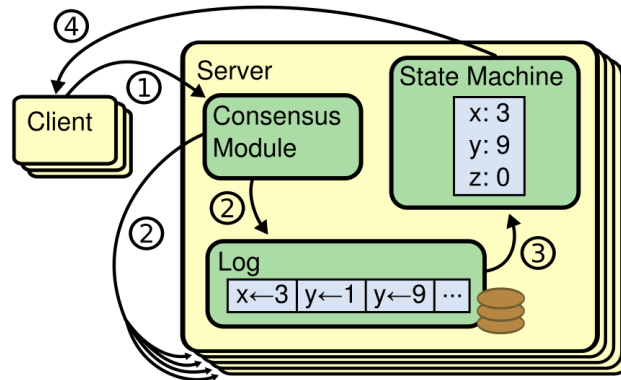 ④
①
Server
State Machine
Client
Consensus
Module
x: 3
y: 9
z: 0
②
②
③
Log
x←3 y←1 y←9 ...